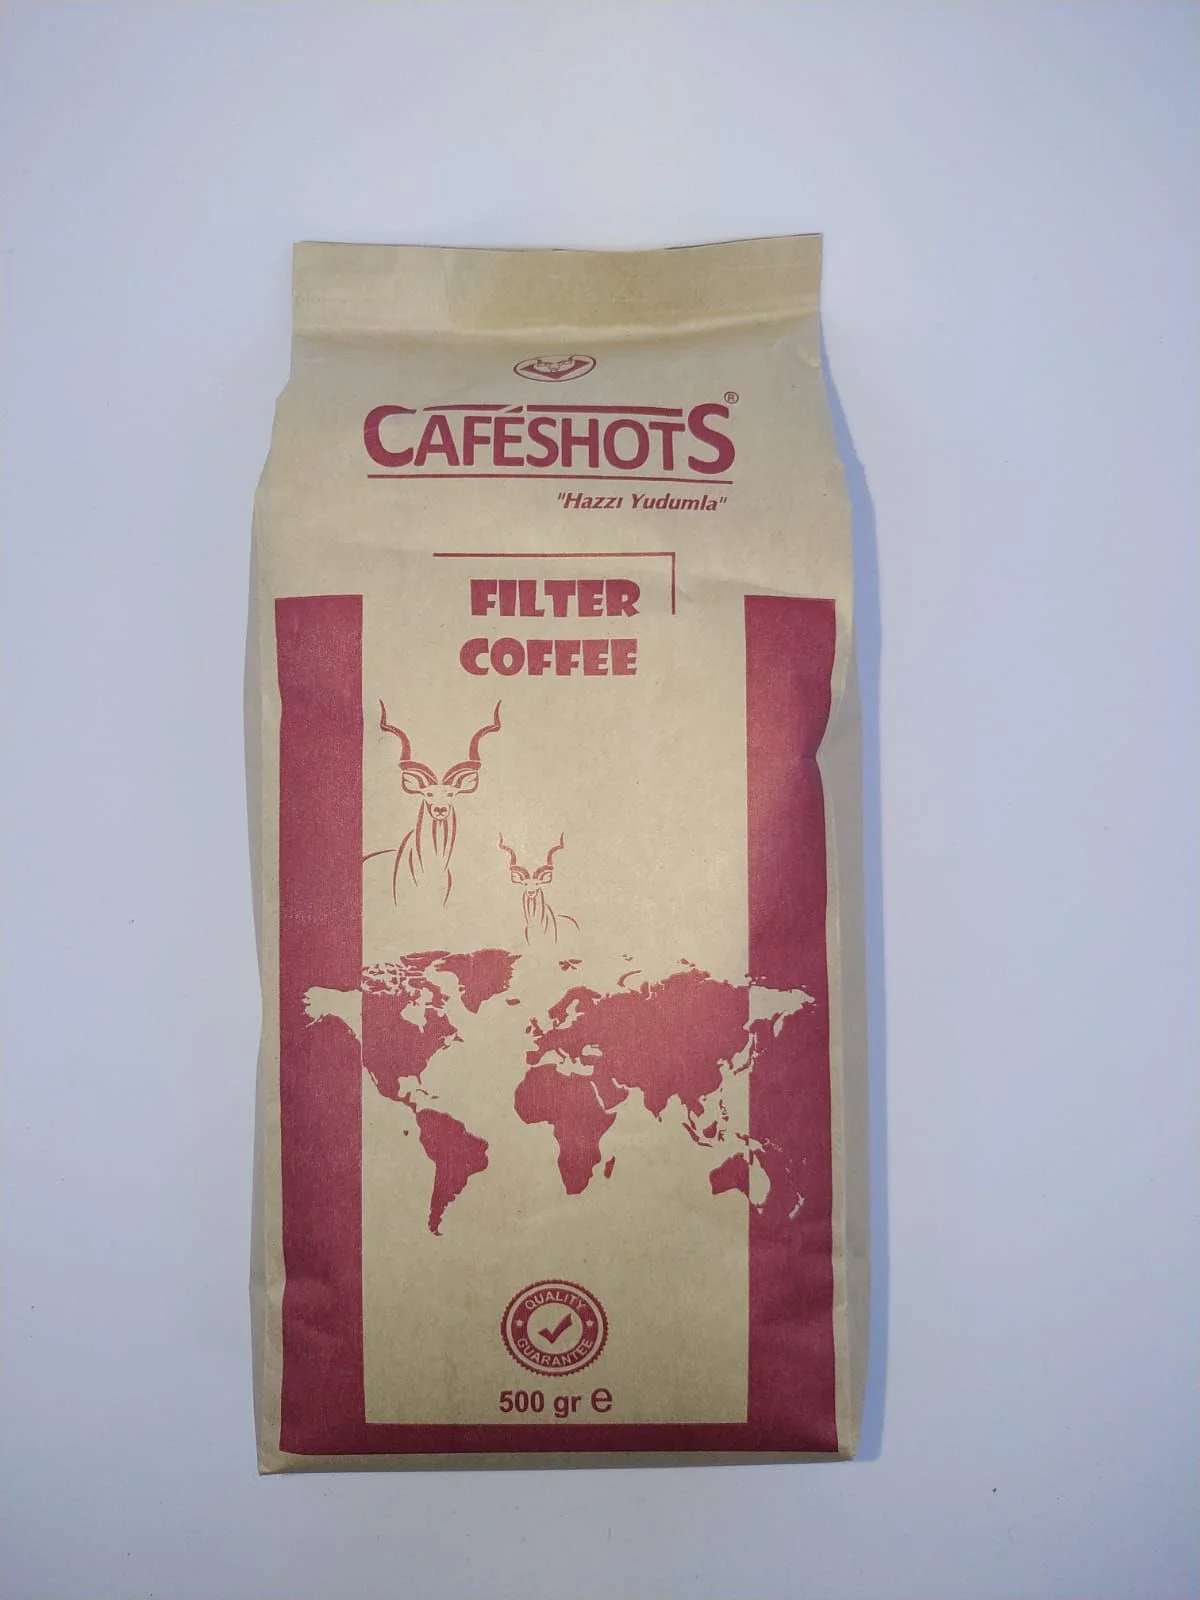 CAFÉSHOTS®
"Hazzı Yudumla"
FILTER
COFFEE
QUALITY
GUARANTEE
500 gr ℮